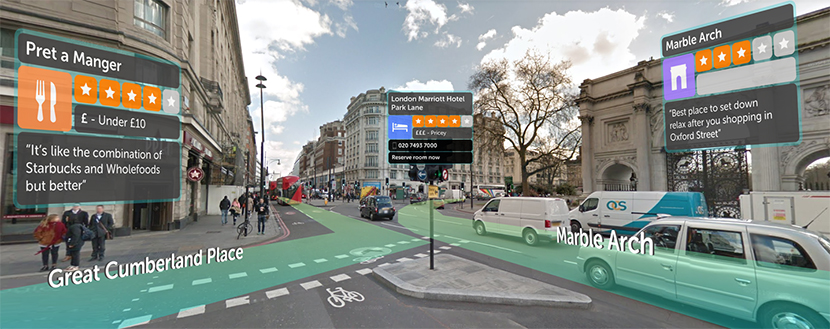 Pret a Manger
£ - Under £10
"It's like the combination of
Starbucks and Wholefoods
but better"
London Marriott Hotel
Park Lane
£££ - Pricey
020 7493 7000
Reserve room now
Marble Arch
"Best place to set down
relax after you shopping in
Oxford Street"
Great Cumberland Place
Marble Arch